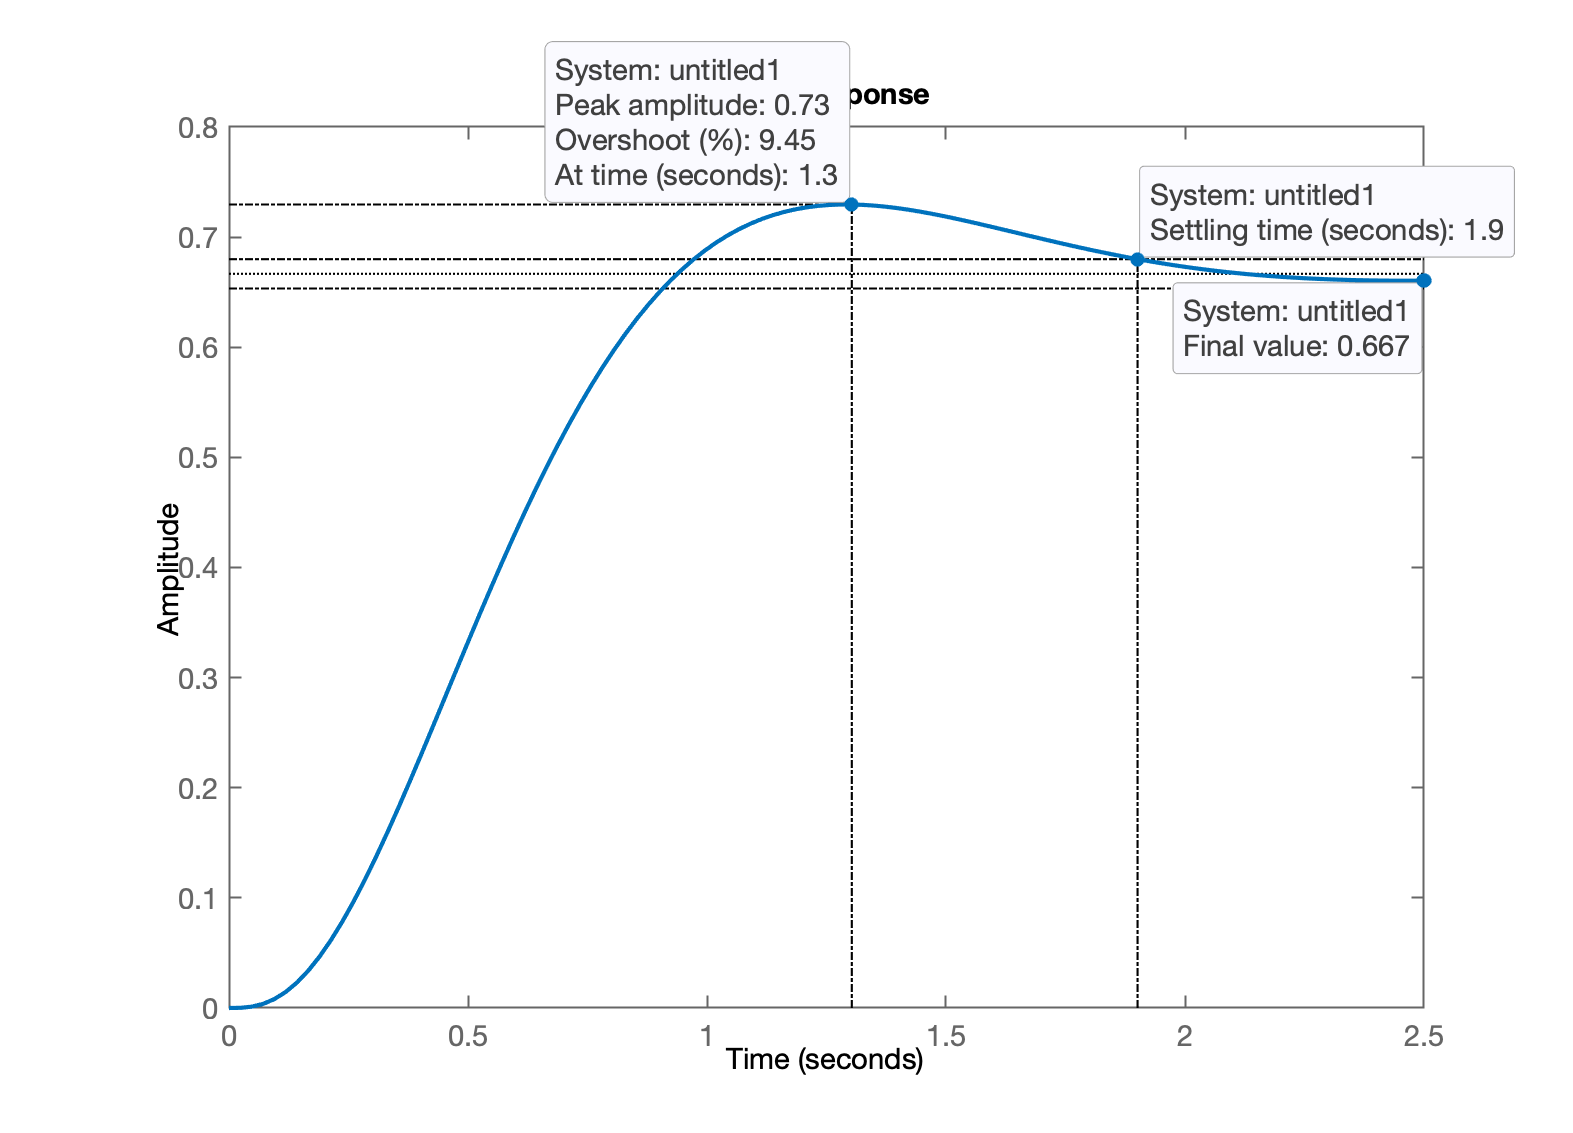 System: untitled1
Peak amplitude: 0.73
Overshoot (%): 9.45
At time (seconds): 1.3
ponse
System: untitled1
Settling time (seconds): 1.9
System: untitled1
Final value: 0.667
0.8
0.7
0.6
0.5
0.4
0.3
0.2
0.1
0
Amplitude
0
0.5
1
1.5
2
2.5
Time (seconds)